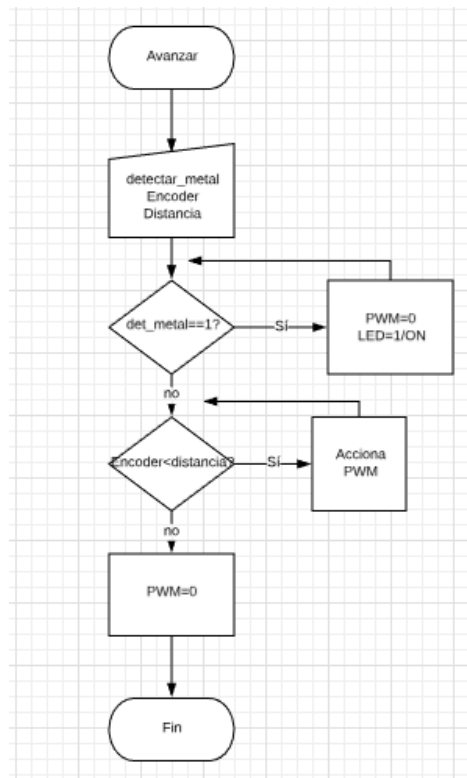 Avanzar
detectar_metal
Encoder
Distancia
det_metal==1?
Sí
PWM=0
LED=1/ON
no
Encoder<distancia?
Sí
Acciona
PWM
no
PWM=0
Fin